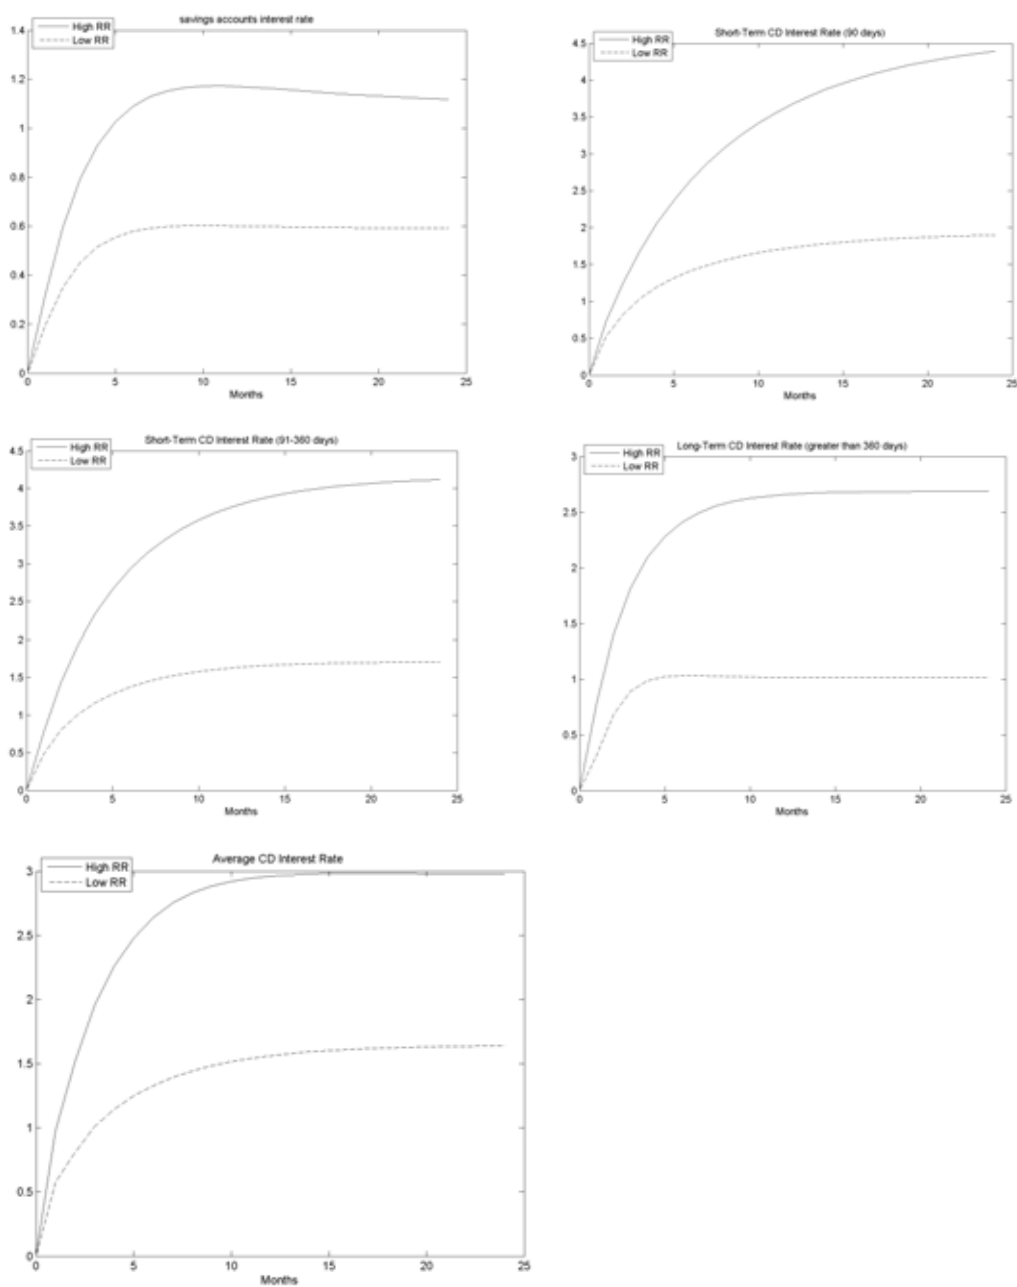 savings accounts interest rate
High RR
Low RR
1.4
1.2
1
0.8
0.6
0.4
0.2
0
0 5 10 15 20 25
Months
Short-Term CD Interest Rate (90 days)
High RR
Low RR
4.5
4
3.5
3
2.5
2
1.5
1
0.5
0
0 5 10 15 20 25
Months
Short-Term CD Interest Rate (91-360 days)
High RR
Low RR
4.5
4
3.5
3
2.5
2
1.5
1
0.5
0
0 5 10 15 20 25
Months
Long-Term CD Interest Rate (greater than 360 days)
High RR
Low RR
3
2.5
2
1.5
1
0.5
0
0 5 10 15 20 25
Months
Average CD Interest Rate
High RR
Low RR
3
2.5
2
1.5
1
0.5
0
0 5 10 15 20 25
Months